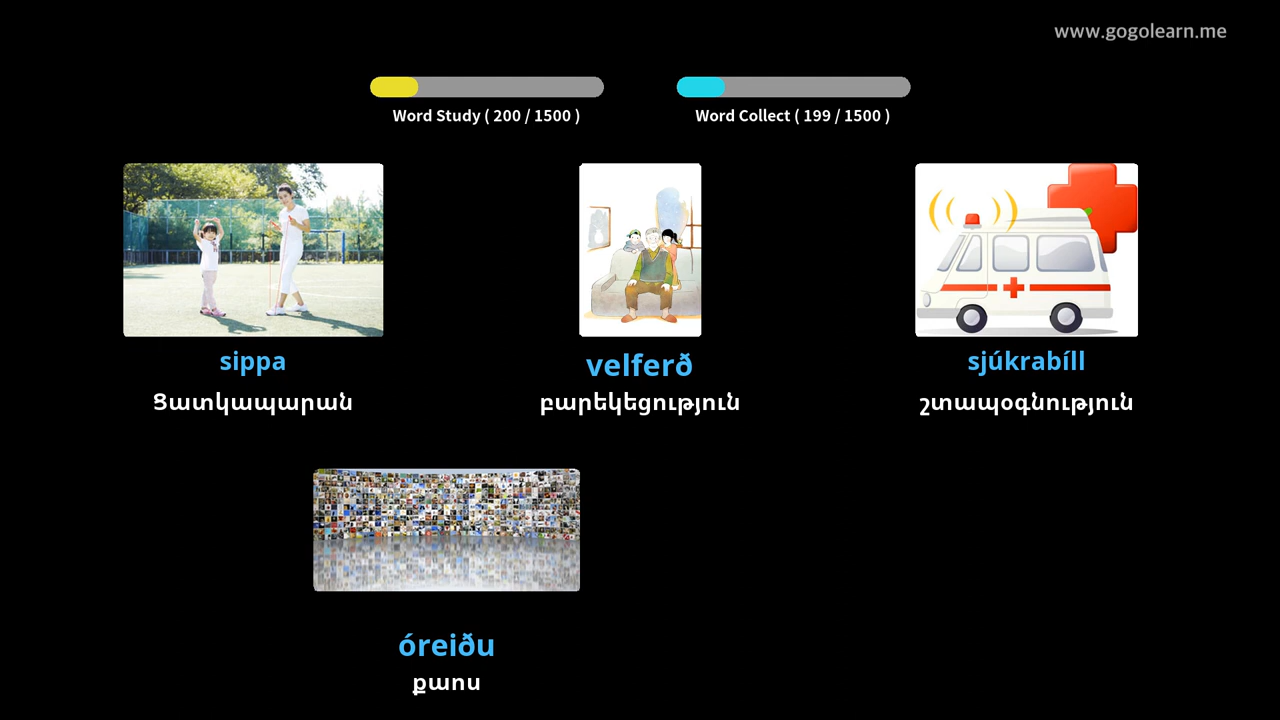 www.gogolearn.me
Word Study ( 200 / 1500 )
Word Collect ( 199 / 1500 )
sippa
Ցատկապարան
velferð
բարեկեցություն
sjúkrabíll
շտապօգնություն
óreiðu
քաոս